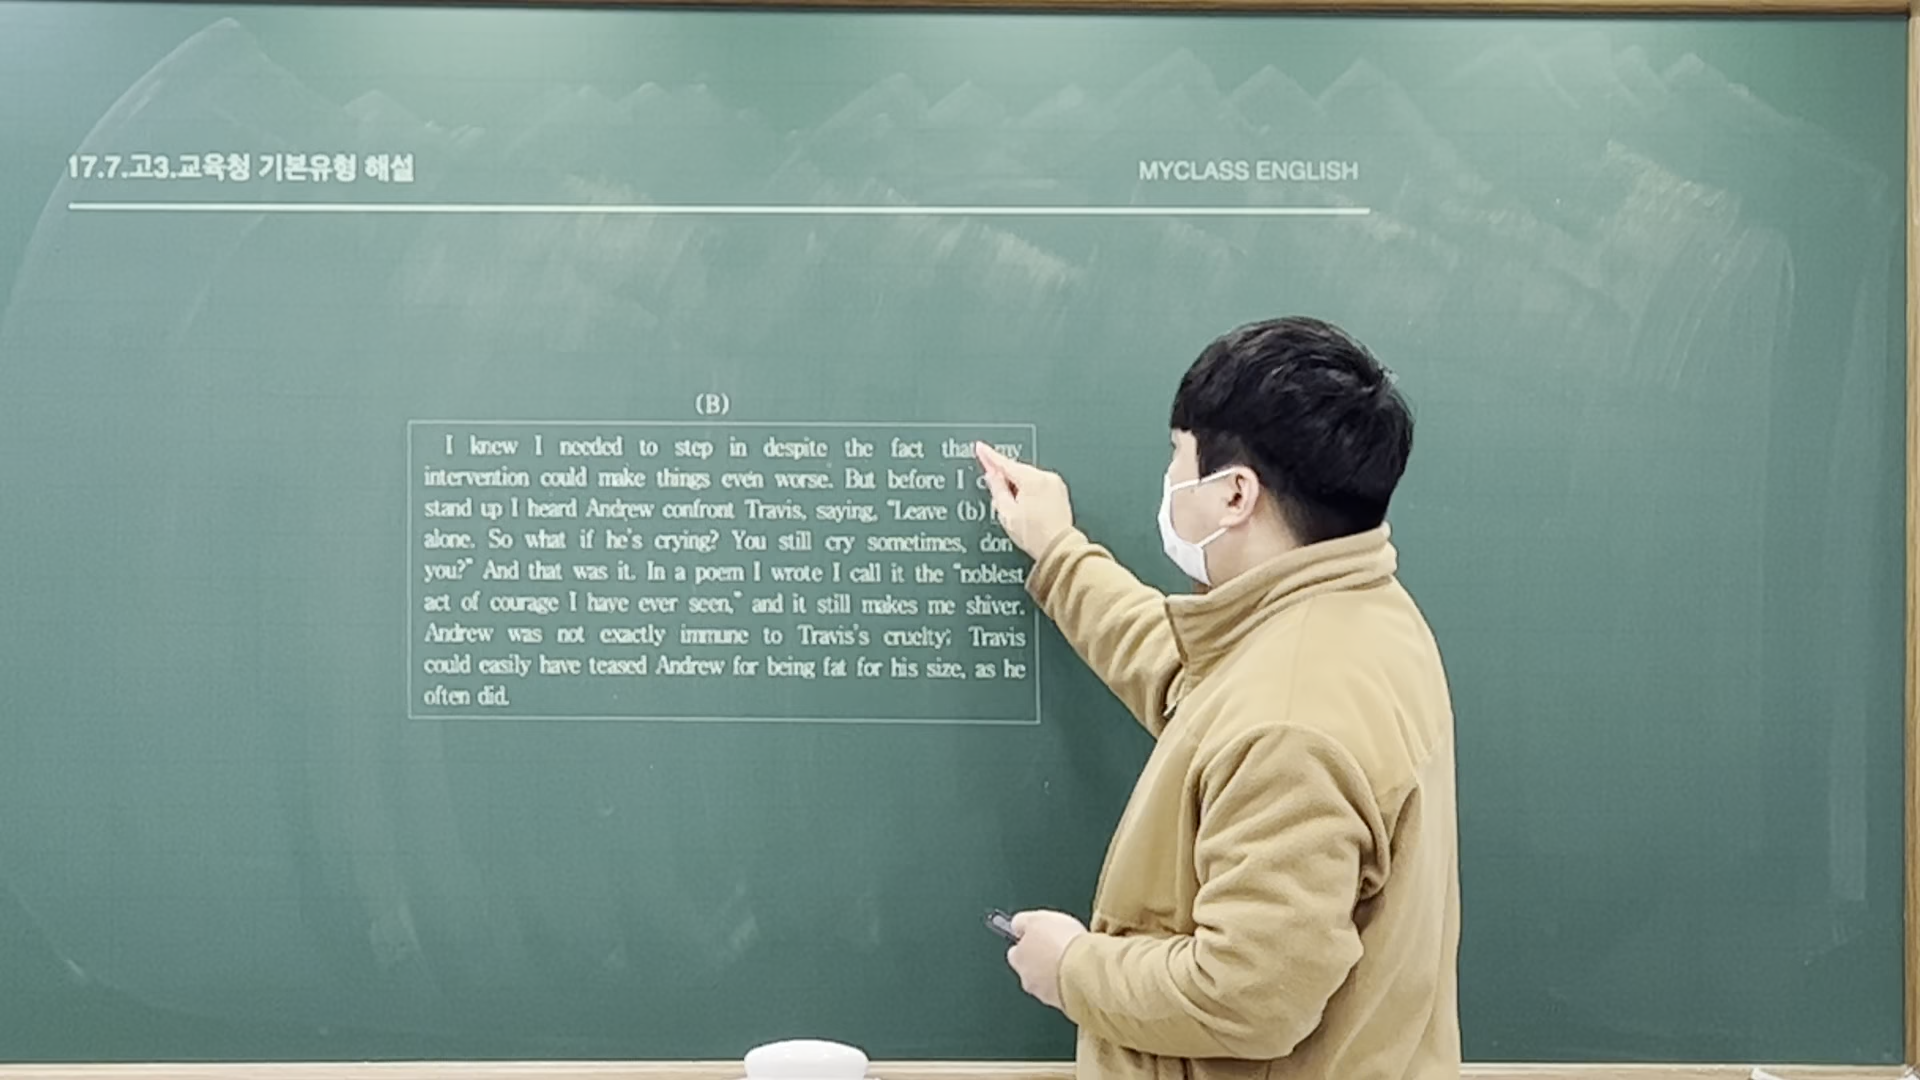 17.7.고3.교육청 기본유형 해설
MYCLASS ENGLISH
(B)
I knew I needed to step in despite the fact that my
intervention could make things even worse. But before I
stand up I heard Andrew confront Travis, saying, “Leave (b)
alone. So what if he's crying? You still cry sometimes, don
you?” And that was it. In a poem I wrote I call it the “noblest
act of courage I have ever seen,” and it still makes me shiver.
Andrew was not exactly immune to Travis's cruelty; Travis
could easily have teased Andrew for being fat for his size, as he
often did.